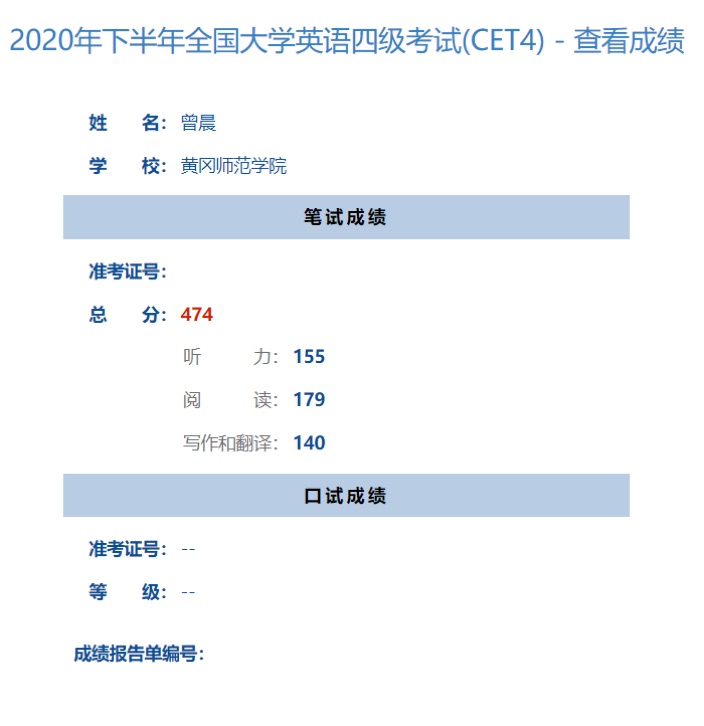 2020年下半年全国大学英语四级考试(CET4) - 查看成绩
姓 名: 曾晨
学 校: 黄冈师范学院
笔试成绩
准考证号:
总 分: 474
听 力: 155
阅 读: 179
写作和翻译: 140
口试成绩
准考证号: --
等 级: --
成绩报告单编号: